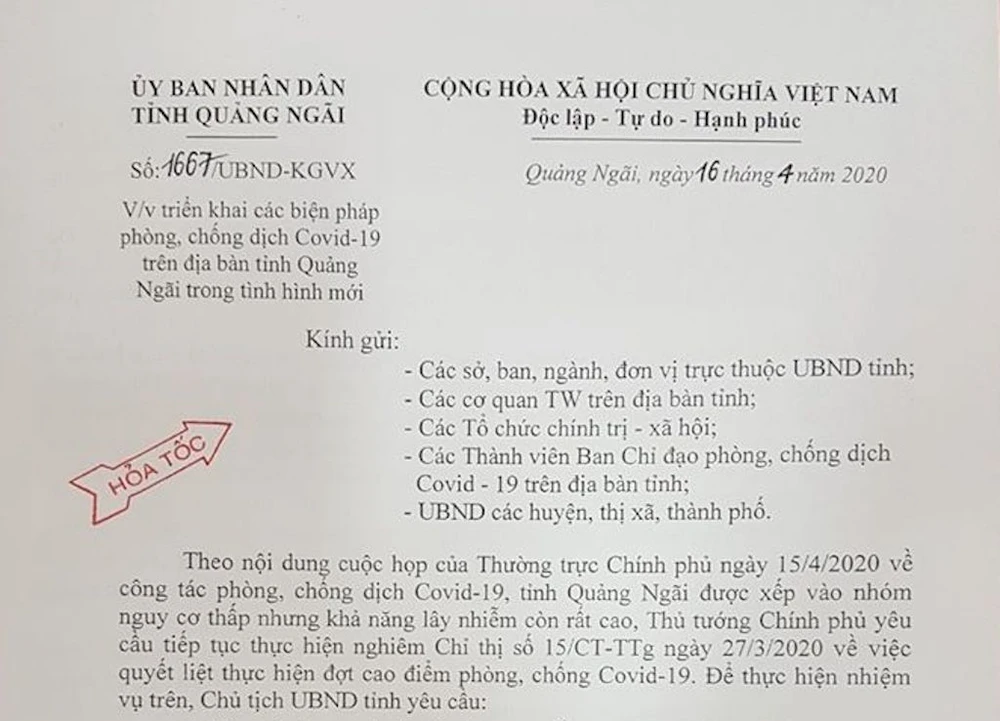 ỦY BAN NHÂN DÂN
TỈNH QUẢNG NGÃI
CỘNG HÒA XÃ HỘI CHỦ NGHĨA VIỆT NAM
Độc lập - Tự do - Hạnh phúc
Số:1667/UBND-KGVX
Quảng Ngãi, ngày 16 tháng 4 năm 2020
V/v triển khai các biện pháp
phòng, chống dịch Covid-19
trên địa bàn tỉnh Quảng
Ngãi trong tình hình mới
Kính gửi:
- Các sở, ban, ngành, đơn vị trực thuộc UBND tỉnh;
- Các cơ quan TW trên địa bàn tỉnh;
- Các Tổ chức chính trị - xã hội;
- Các Thành viên Ban Chỉ đạo phòng, chống dịch
Covid - 19 trên địa bàn tỉnh;
- UBND các huyện, thị xã, thành phố.
HỎA TỐC
Theo nội dung cuộc họp của Thường trực Chính phủ ngày 15/4/2020 về
công tác phòng, chống dịch Covid-19, tỉnh Quảng Ngãi được xếp vào nhóm
nguy cơ thấp nhưng khả năng lây nhiễm còn rất cao, Thủ tướng Chính phủ yêu
cầu tiếp tục thực hiện nghiêm Chỉ thị số 15/CT-TTg ngày 27/3/2020 về việc
quyết liệt thực hiện đợt cao điểm phòng, chống Covid-19. Để thực hiện nhiệm
vụ trên, Chủ tịch UBND tỉnh yêu cầu: